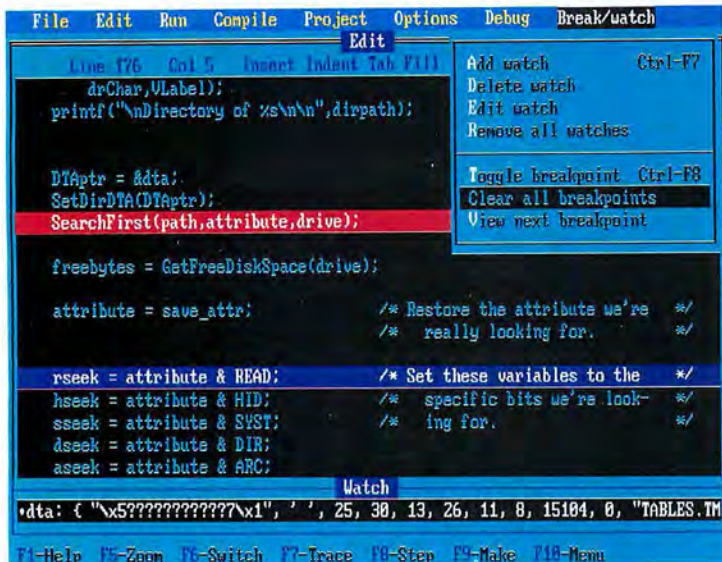 File Edit Run Compile Project Options Debug Break/watch
Edit
Line 176 Col 5 Insert Indent Tab Fill
drChar,VLabel);
printf("\nDirectory of %s\n\n",dirpath);
DTAptr = &dta;
SetDirDTA(DTAptr);
SearchFirst(path,attribute,drive);
freebytes = GetFreeDiskSpace(drive);
attribute = save_attr; /* Restore the attribute we're */
/* really looking for. */
rseek = attribute & READ; /* Set these variables to the */
hseek = attribute & HID; /* specific bits we're look- */
sseek = attribute & SYST; /* ing for. */
dseek = attribute & DIR;
aseek = attribute & ARC;
Add watch Ctrl-F7
Delete watch
Edit watch
Remove all watches
Toggle breakpoint Ctrl-F8
Clear all breakpoints
View next breakpoint
Watch
•dta: { "\x5????????????7\x1", ' ', 25, 30, 13, 26, 11, 8, 15104, 0, "TABLES.TM
F1-Help F5-Zoom F6-Switch F7-Trace F8-Step F9-Make F10-Menu